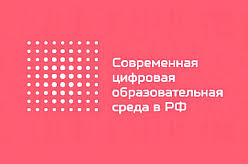 Современная
цифровая
образовательная
среда в РФ